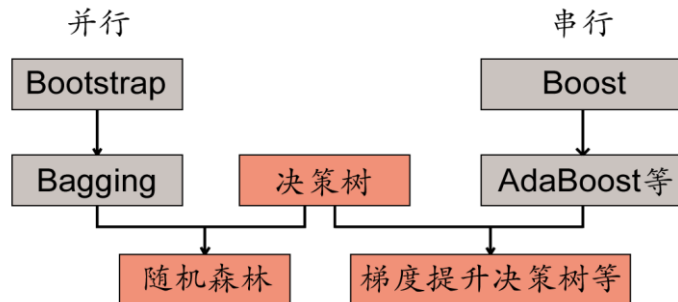 并行
串行
Bootstrap
Boost
Bagging
决策树
AdaBoost等
随机森林
梯度提升决策树等